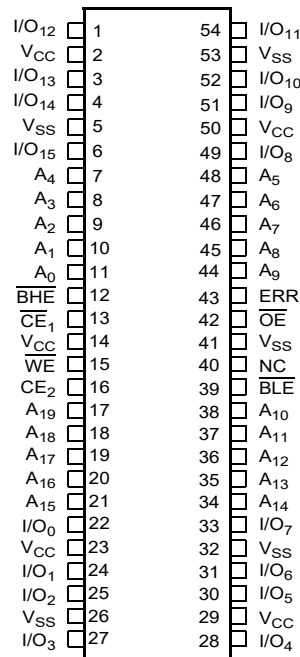 I/O12 1 54 I/O11
VCC 2 53 VSS
I/O13 3 52 I/O10
I/O14 4 51 I/O9
VSS 5 50 VCC
I/O15 6 49 I/O8
A4 7 48 A5
A3 8 47 A6
A2 9 46 A7
A1 10 45 A8
A0 11 44 A9
B̅H̅E̅ 12 43 ERR
C̅E̅1 13 42 O̅E̅
VCC 14 41 VSS
W̅E̅ 15 40 NC
CE2 16 39 B̅L̅E̅
A19 17 38 A10
A18 18 37 A11
A17 19 36 A12
A16 20 35 A13
A15 21 34 A14
I/O0 22 33 I/O7
VCC 23 32 VSS
I/O1 24 31 I/O6
I/O2 25 30 I/O5
VSS 26 29 VCC
I/O3 27 28 I/O4